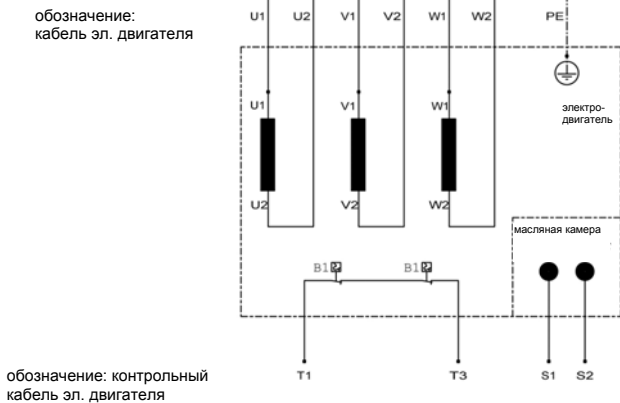 обозначение:
кабель эл. двигателя
U1 U2 V1 V2 W1 W2 PE
электро-
двигатель
U1 V1 W1
U2 V2 W2
масляная камера
B1 B1
T1 T3 S1 S2
обозначение: контрольный
кабель эл. двигателя